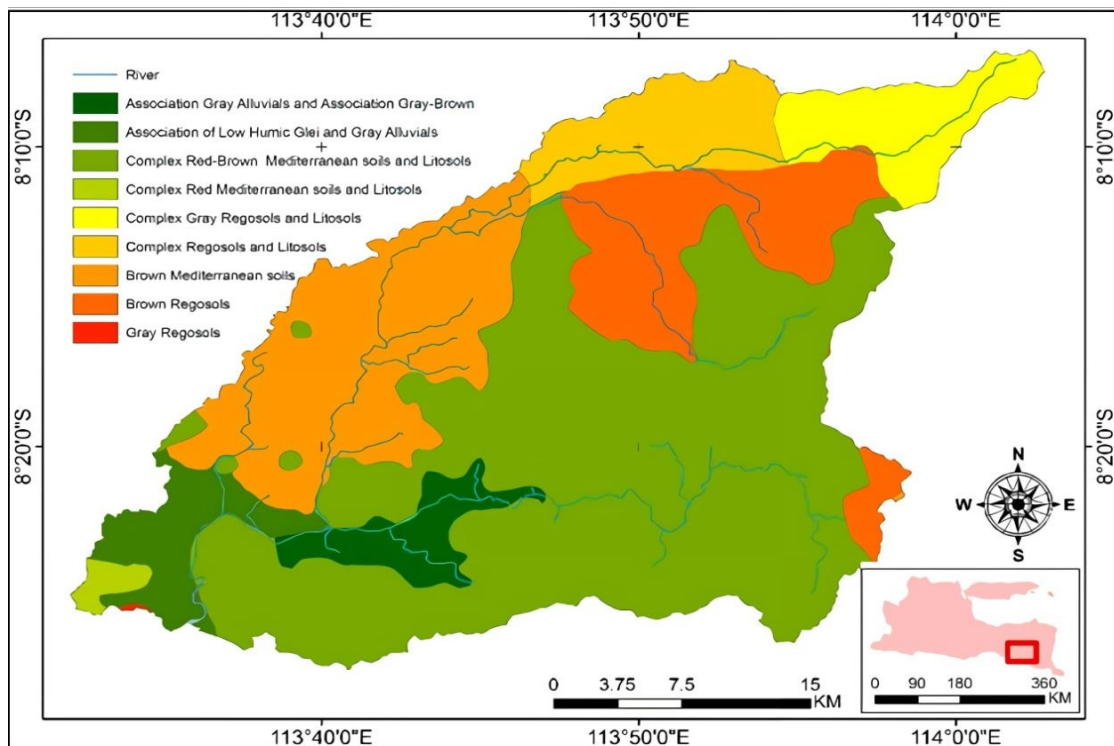 113°40'0"E 113°50'0"E 114°0'0"E
River
Association Gray Alluvials and Association Gray-Brown
Association of Low Humic Glei and Gray Alluvials
Complex Red-Brown Mediterranean soils and Litosols
Complex Red Mediterranean soils and Litosols
Complex Gray Regosols and Litosols
Complex Regosols and Litosols
Brown Mediterranean soils
Brown Regosols
Gray Regosols
8°10'0"S 8°10'0"S
8°20'0"S 8°20'0"S
N
W E
S
0 3.75 7.5 15
KM
0 90 180 360
KM
113°40'0"E 113°50'0"E 114°0'0"E